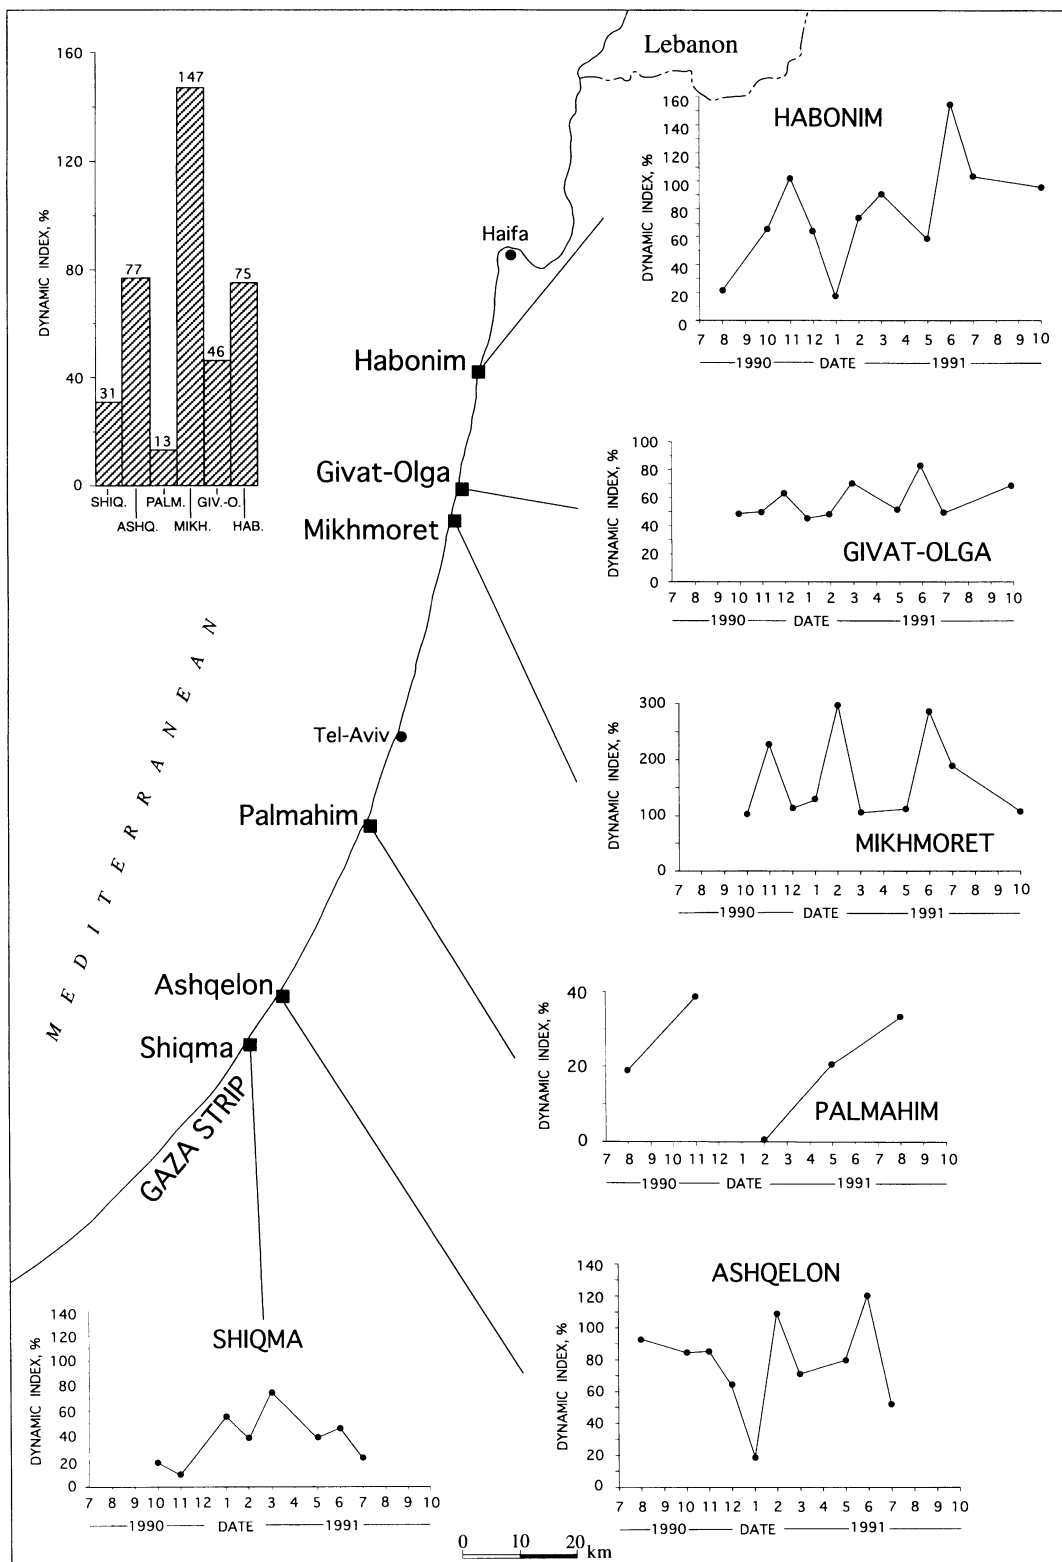 Lebanon
160
120
80
40
0
DYNAMIC INDEX, %
31
77
13
147
46
75
SHIQ. PALM. GIV.-O.
ASHQ. MIKH. HAB.
HABONIM
DYNAMIC INDEX, %
160
140
120
100
80
60
40
20
0
7 8 9 10 11 12 1 2 3 4 5 6 7 8 9 10
1990 DATE 1991
Haifa
Habonim
Givat-Olga
Mikhmoret
Tel-Aviv
Palmahim
Ashqelon
Shiqma
GAZA STRIP
MEDITERRANEAN
GIVAT-OLGA
DYNAMIC INDEX, %
100
80
60
40
20
0
7 8 9 10 11 12 1 2 3 4 5 6 7 8 9 10
1990 DATE 1991
MIKHMORET
DYNAMIC INDEX, %
300
200
100
0
7 8 9 10 11 12 1 2 3 4 5 6 7 8 9 10
1990 DATE 1991
PALMAHIM
DYNAMIC INDEX, %
40
20
0
7 8 9 10 11 12 1 2 3 4 5 6 7 8 9 10
1990 DATE 1991
ASHQELON
DYNAMIC INDEX, %
140
120
100
80
60
40
20
0
7 8 9 10 11 12 1 2 3 4 5 6 7 8 9 10
1990 DATE 1991
SHIQMA
DYNAMIC INDEX, %
140
120
100
80
60
40
20
0
7 8 9 10 11 12 1 2 3 4 5 6 7 8 9 10
1990 DATE 1991
0 10 20 km